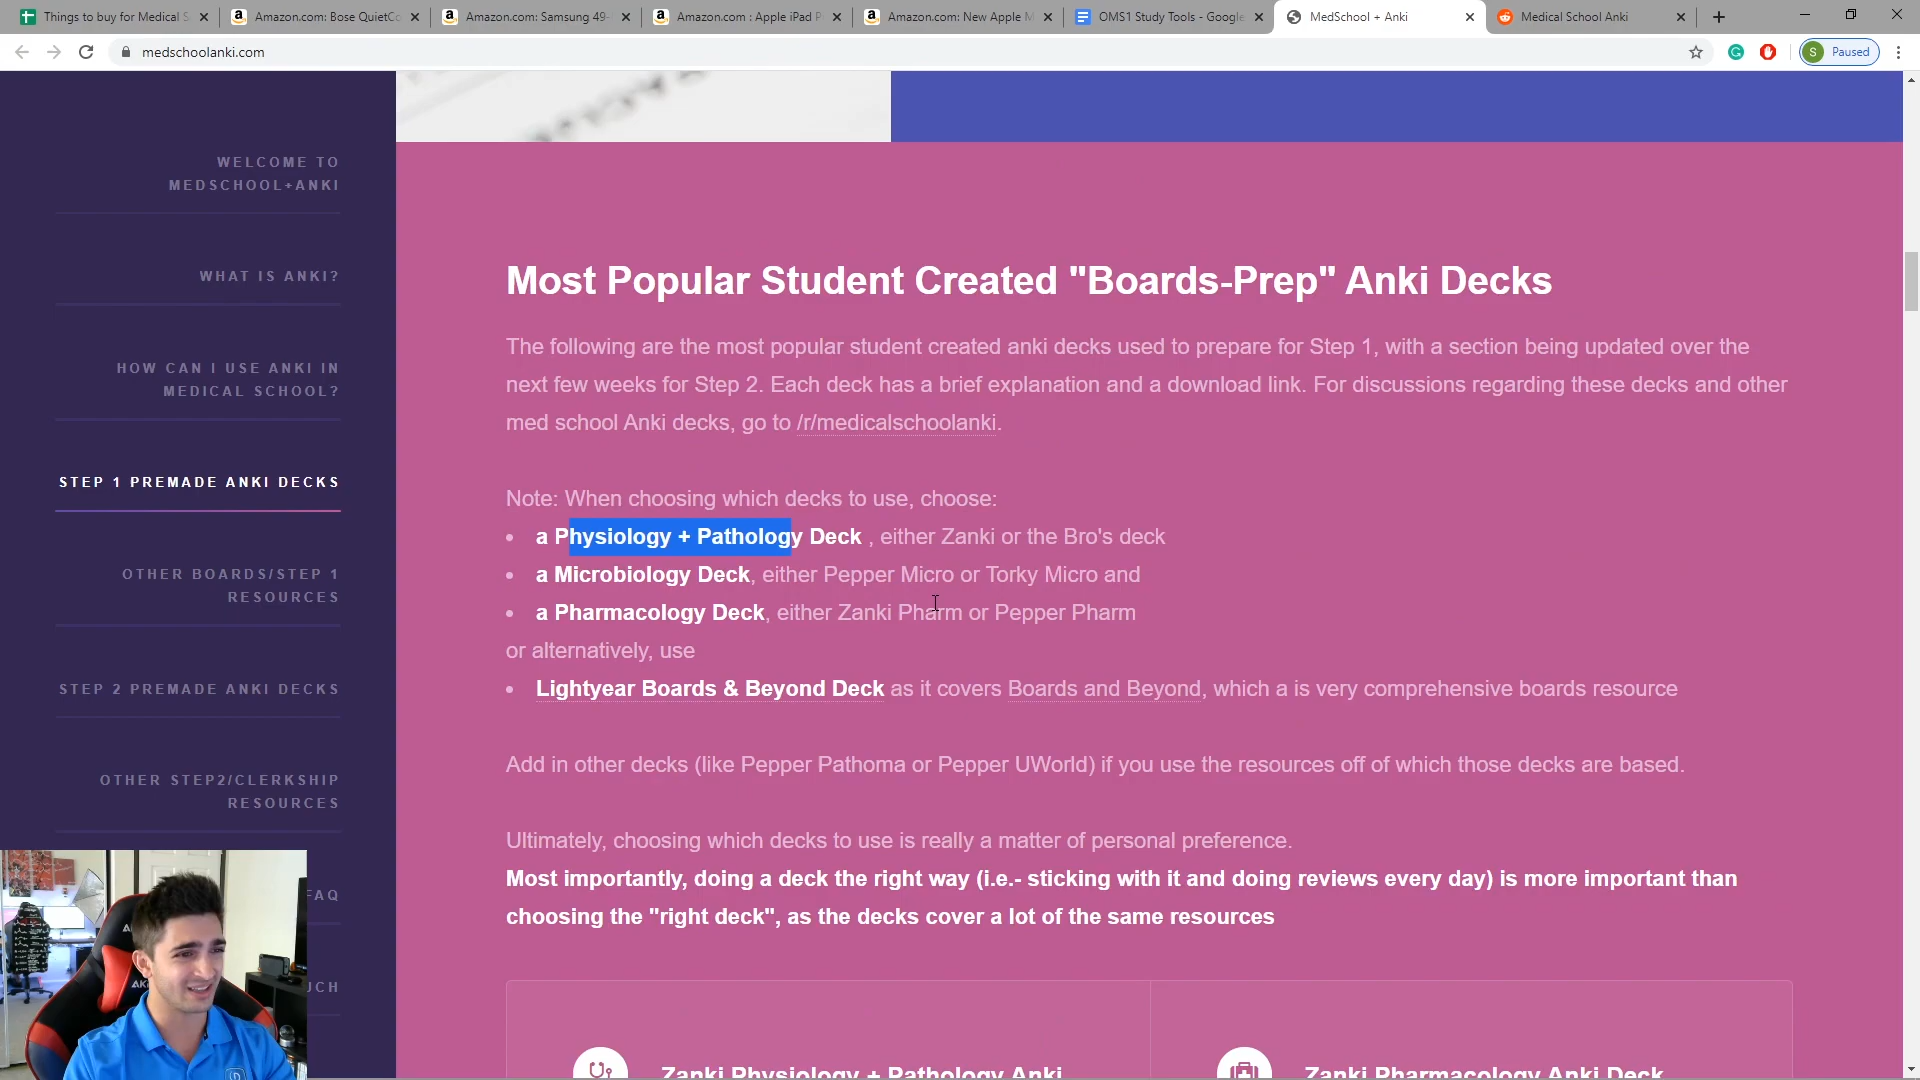 Things to buy for Medical S
Amazon.com: Bose QuietCo
Amazon.com: Samsung 49-
Amazon.com : Apple iPad P
Amazon.com: New Apple M
OMS1 Study Tools - Google
MedSchool + Anki
Medical School Anki
medschoolanki.com
S Paused
WELCOME TO
MEDSCHOOL+ANKI
WHAT IS ANKI?
HOW CAN I USE ANKI IN
MEDICAL SCHOOL?
STEP 1 PREMADE ANKI DECKS
OTHER BOARDS/STEP 1
RESOURCES
STEP 2 PREMADE ANKI DECKS
OTHER STEP2/CLERKSHIP
RESOURCES
FAQ
UCH
Most Popular Student Created "Boards-Prep" Anki Decks
The following are the most popular student created anki decks used to prepare for Step 1, with a section being updated over the
next few weeks for Step 2. Each deck has a brief explanation and a download link. For discussions regarding these decks and other
med school Anki decks, go to /r/medicalschoolanki.
Note: When choosing which decks to use, choose:
• a Physiology + Pathology Deck , either Zanki or the Bro's deck
• a Microbiology Deck, either Pepper Micro or Torky Micro and
• a Pharmacology Deck, either Zanki Pharm or Pepper Pharm
or alternatively, use
• Lightyear Boards & Beyond Deck as it covers Boards and Beyond, which a is very comprehensive boards resource
Add in other decks (like Pepper Pathoma or Pepper UWorld) if you use the resources off of which those decks are based.
Ultimately, choosing which decks to use is really a matter of personal preference.
Most importantly, doing a deck the right way (i.e.- sticking with it and doing reviews every day) is more important than
choosing the "right deck", as the decks cover a lot of the same resources
Zanki Physiology + Pathology Anki
Zanki Pharmacology Anki Deck